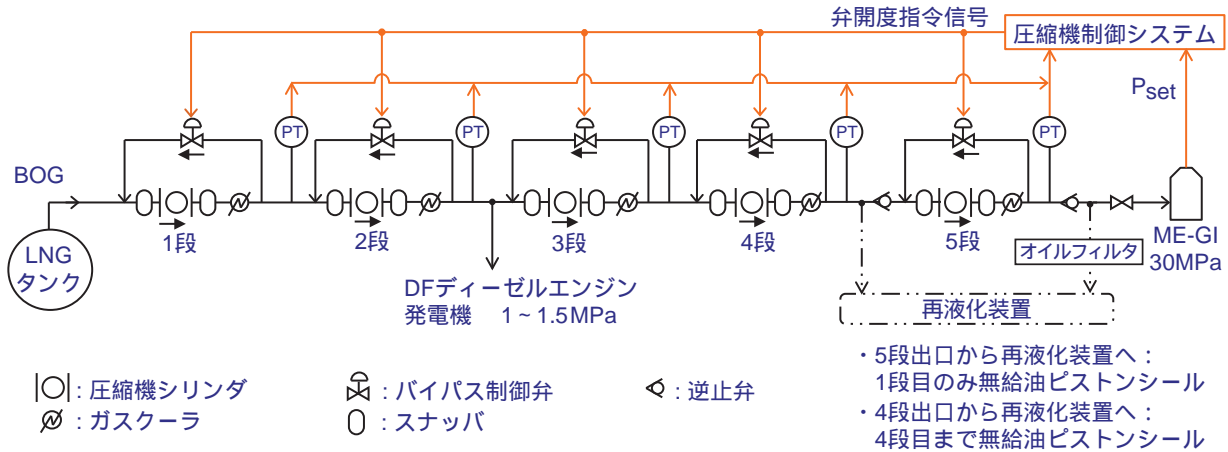 弁開度指令信号
圧縮機制御システム
Pset
PT
PT
PT
PT
PT
BOG
LNG
タンク
1段
2段
3段
4段
5段
ME-GI
30MPa
オイルフィルタ
DFディーゼルエンジン
発電機 1~1.5MPa
再液化装置
・5段出口から再液化装置へ:
1段目のみ無給油ピストンシール
・4段出口から再液化装置へ:
4段目まで無給油ピストンシール
:圧縮機シリンダ
:バイパス制御弁
:逆止弁
:ガスクーラ
:スナッバ